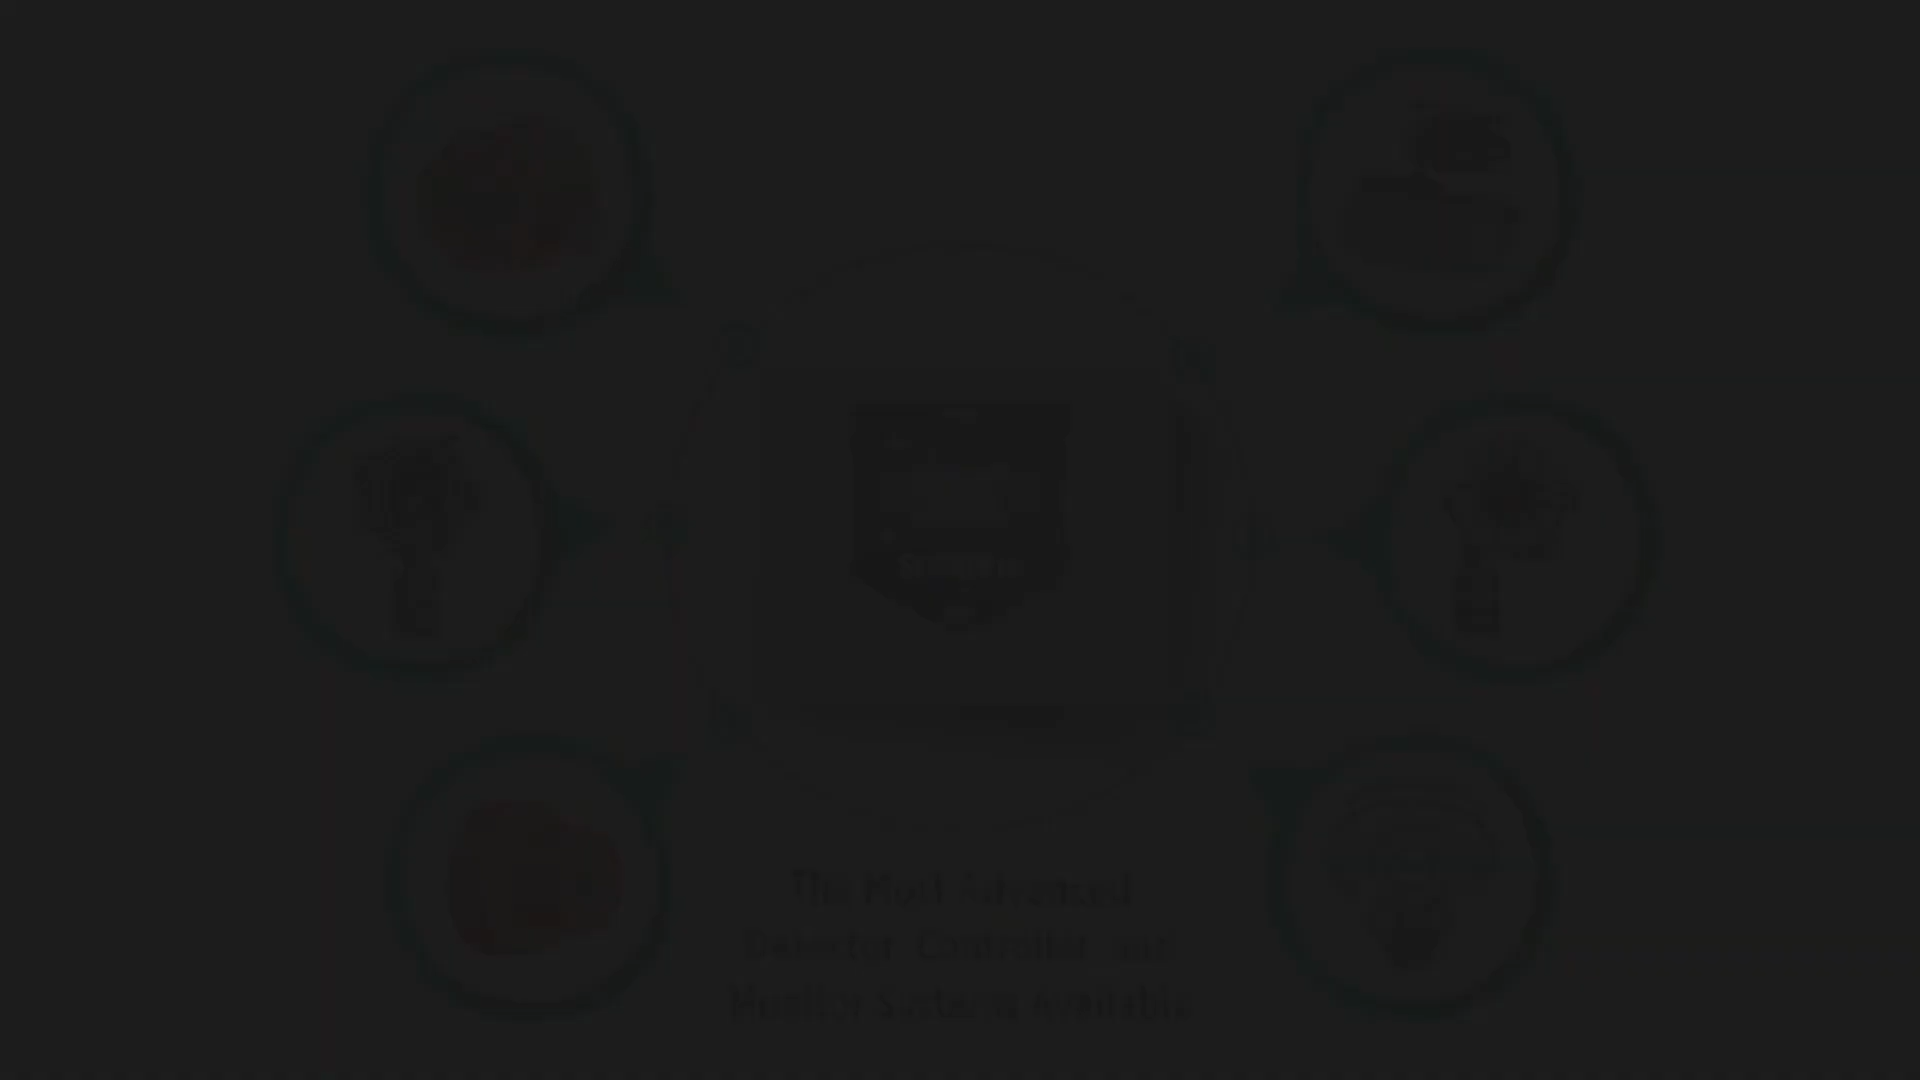 The Most Advanced
Detector, Controller, and
Monitor Systems Available